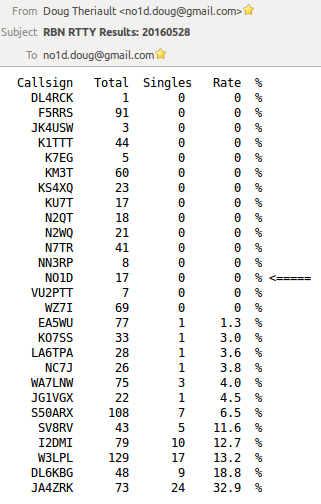 From Doug Theriault <no1d.doug@gmail.com>
Subject RBN RTTY Results: 20160528
To no1d.doug@gmail.com
Callsign Total Singles Rate %
DL4RCK 1 0 0 %
F5RRS 91 0 0 %
JK4USW 3 0 0 %
K1TTT 44 0 0 %
K7EG 5 0 0 %
KM3T 60 0 0 %
KS4XQ 23 0 0 %
KU7T 17 0 0 %
N2QT 18 0 0 %
N2WQ 21 0 0 %
N7TR 41 0 0 %
NN3RP 8 0 0 %
NO1D 17 0 0 % <=====
VU2PTT 7 0 0 %
WZ7I 69 0 0 %
EA5WU 77 1 1.3 %
KO7SS 33 1 3.0 %
LA6TPA 28 1 3.6 %
NC7J 26 1 3.8 %
WA7LNW 75 3 4.0 %
JG1VGX 22 1 4.5 %
S50ARX 108 7 6.5 %
SV8RV 43 5 11.6 %
I2DMI 79 10 12.7 %
W3LPL 129 17 13.2 %
DL6KBG 48 9 18.8 %
JA4ZRK 73 24 32.9 %